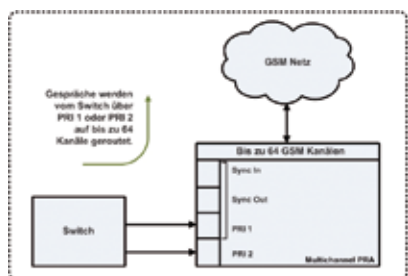 GSM Netz
Gespräche werden
vom Switch über
PRI 1 oder PRI 2
auf bis zu 64
Kanäle geroutet.
Bis zu 64 GSM Kanälen
Sync In
Sync Out
Switch
PRI 1
PRI 2
Multichannel PRA